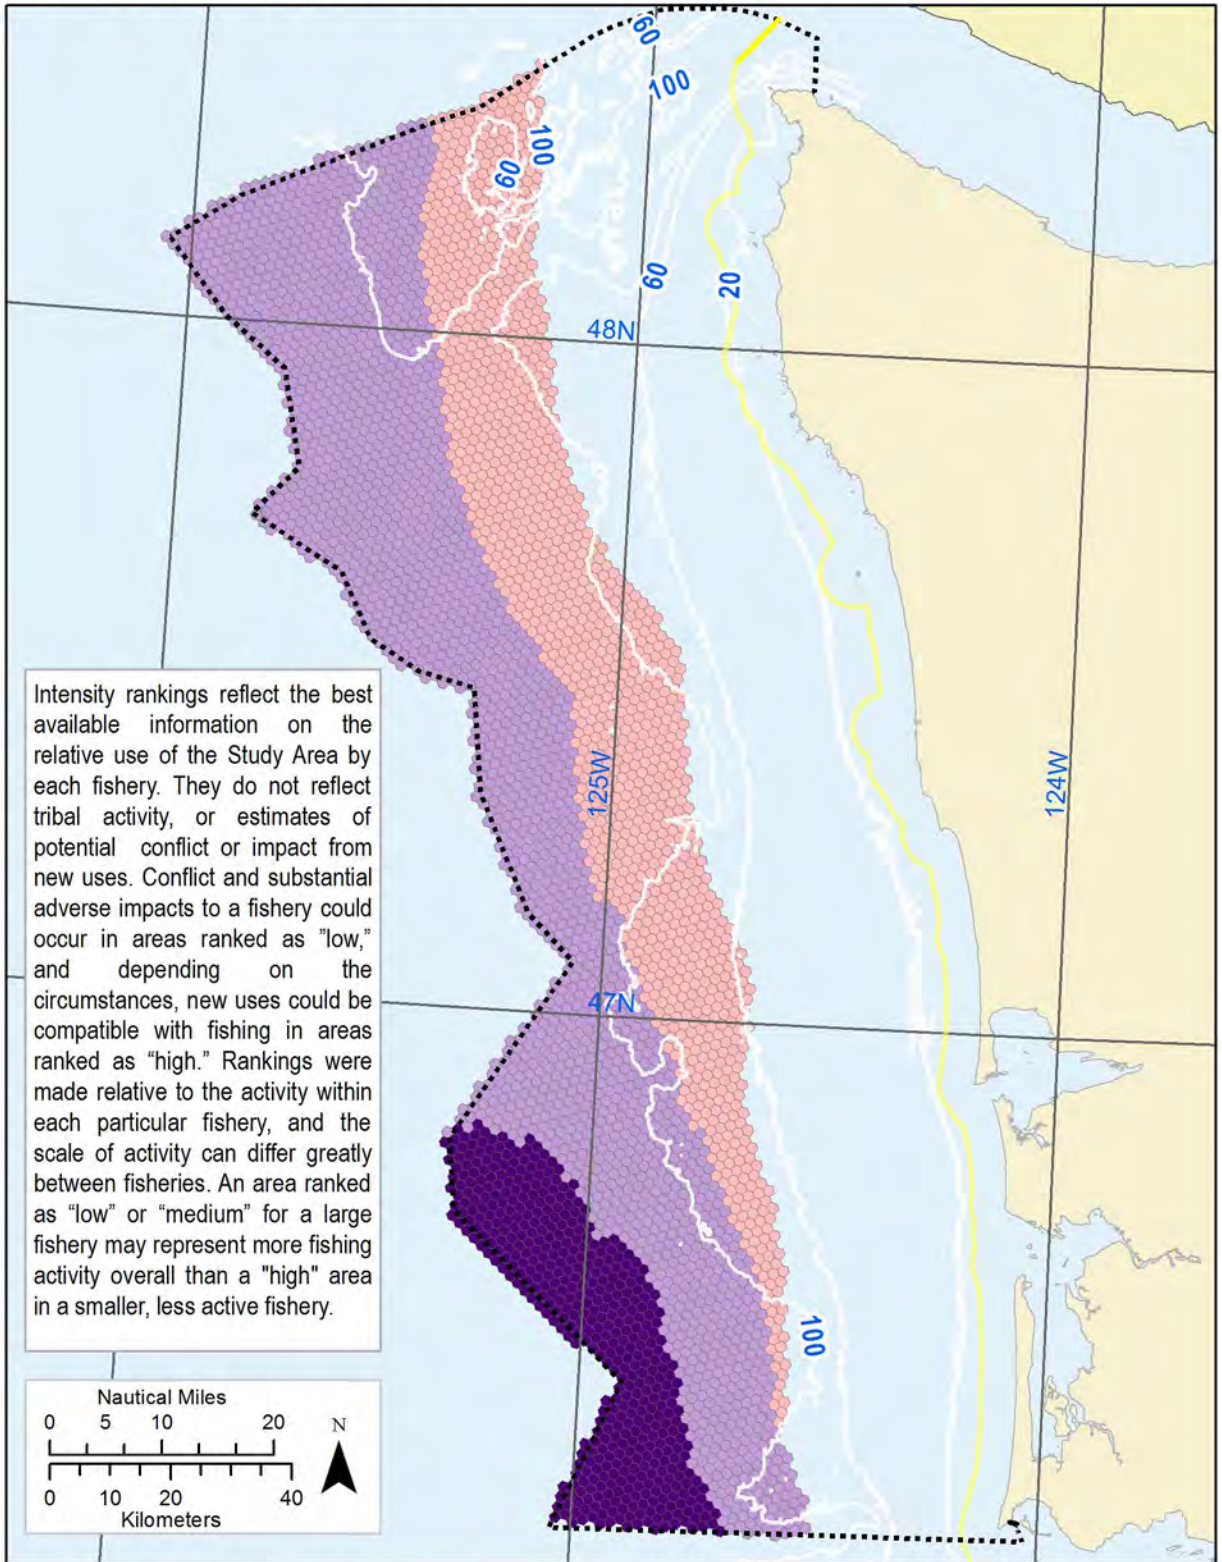 60
100
100
60
60
20
48N
125W
124W
47N
100
Intensity rankings reflect the best
available information on the
relative use of the Study Area by
each fishery. They do not reflect
tribal activity, or estimates of
potential conflict or impact from
new uses. Conflict and substantial
adverse impacts to a fishery could
occur in areas ranked as ”low,”
and depending on the
circumstances, new uses could be
compatible with fishing in areas
ranked as “high.” Rankings were
made relative to the activity within
each particular fishery, and the
scale of activity can differ greatly
between fisheries. An area ranked
as “low” or “medium” for a large
fishery may represent more fishing
activity overall than a "high" area
in a smaller, less active fishery.
Nautical Miles
0 5 10 20
N
0 10 20 40
Kilometers